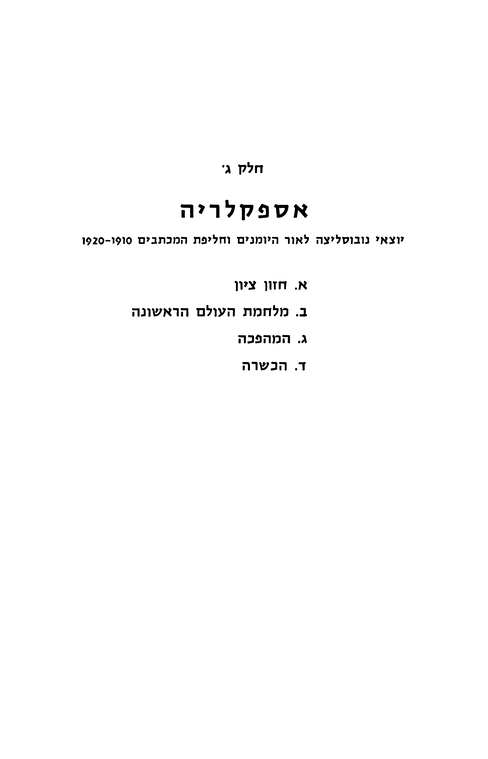 חלק ג׳
אספקלריה
יוצאי נובוסליצה לאור היומנים וחליפת המכתבים 1920–1910
א. חזון ציון
ב. מלחמת העולם הראשונה
ג. המהפכה
ד. הכשרה